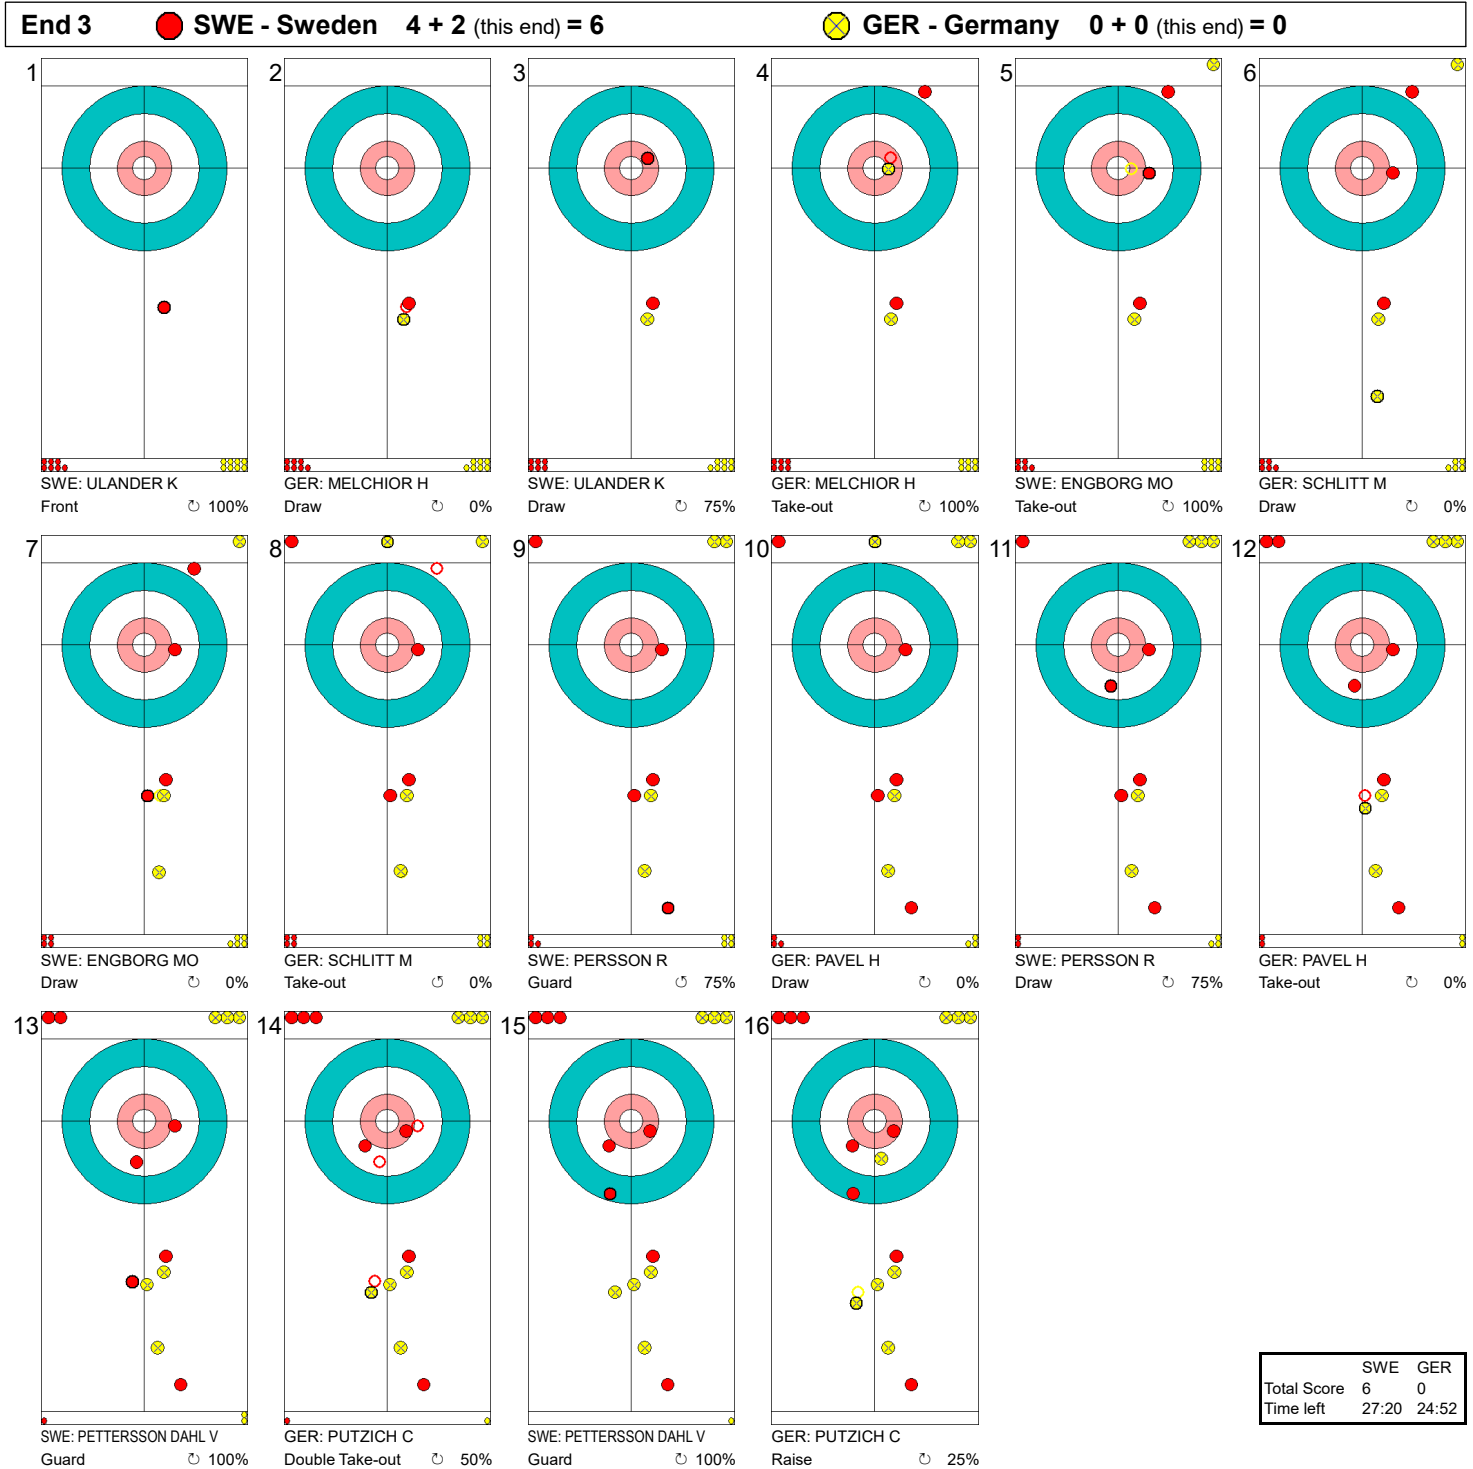 End 3 SWE - Sweden 4 + 2 (this end) = 6 GER - Germany 0 + 0 (this end) = 0
1 2 3 4 5 6
SWE: ULANDER K GER: MELCHIOR H SWE: ULANDER K GER: MELCHIOR H SWE: ENGBORG MO GER: SCHLITT M
Front ↻ 100% Draw ↻ 0% Draw ↻ 75% Take-out ↻ 100% Take-out ↻ 100% Draw ↻ 0%
7 8 9 10 11 12
SWE: ENGBORG MO GER: SCHLITT M SWE: PERSSON R GER: PAVEL H SWE: PERSSON R GER: PAVEL H
Draw ↻ 0% Take-out ↺ 0% Guard ↺ 75% Draw ↻ 0% Draw ↻ 75% Take-out ↻ 0%
13 14 15 16
SWE: PETTERSSON DAHL V GER: PUTZICH C SWE: PETTERSSON DAHL V GER: PUTZICH C
Guard ↻ 100% Double Take-out ↻ 50% Guard ↻ 100% Raise ↻ 25%
SWE GER
Total Score 6 0
Time left 27:20 24:52